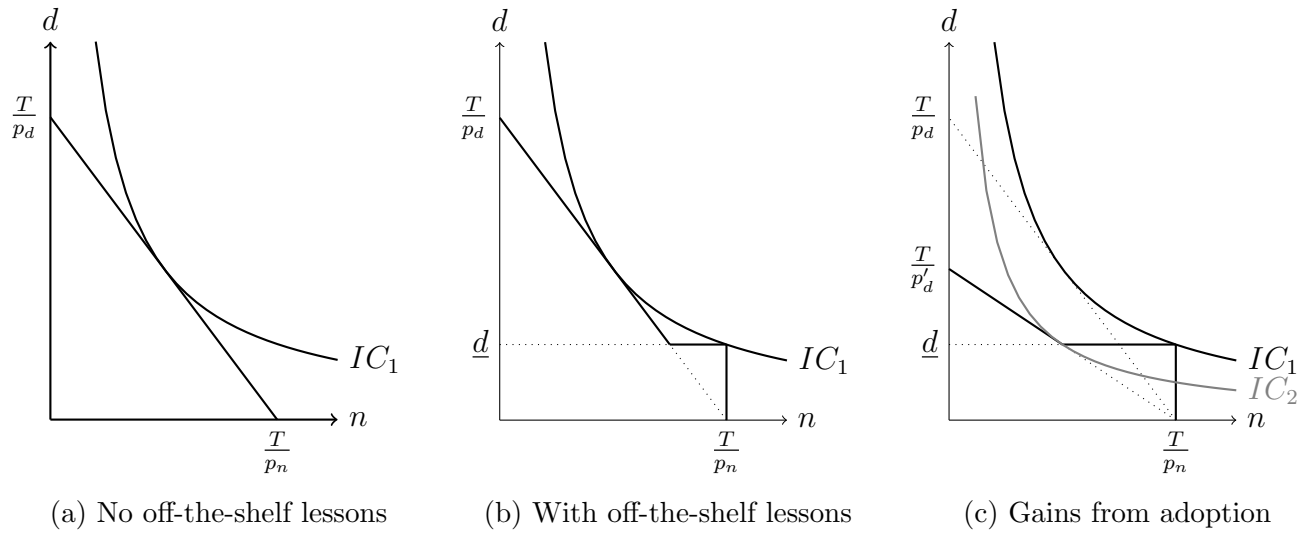 d
T/p_d
IC_1
n
T/p_n
(a) No off-the-shelf lessons
d
T/p_d
d̲
IC_1
n
T/p_n
(b) With off-the-shelf lessons
d
T/p_d
T/p'_d
d̲
IC_1
IC_2
n
T/p_n
(c) Gains from adoption